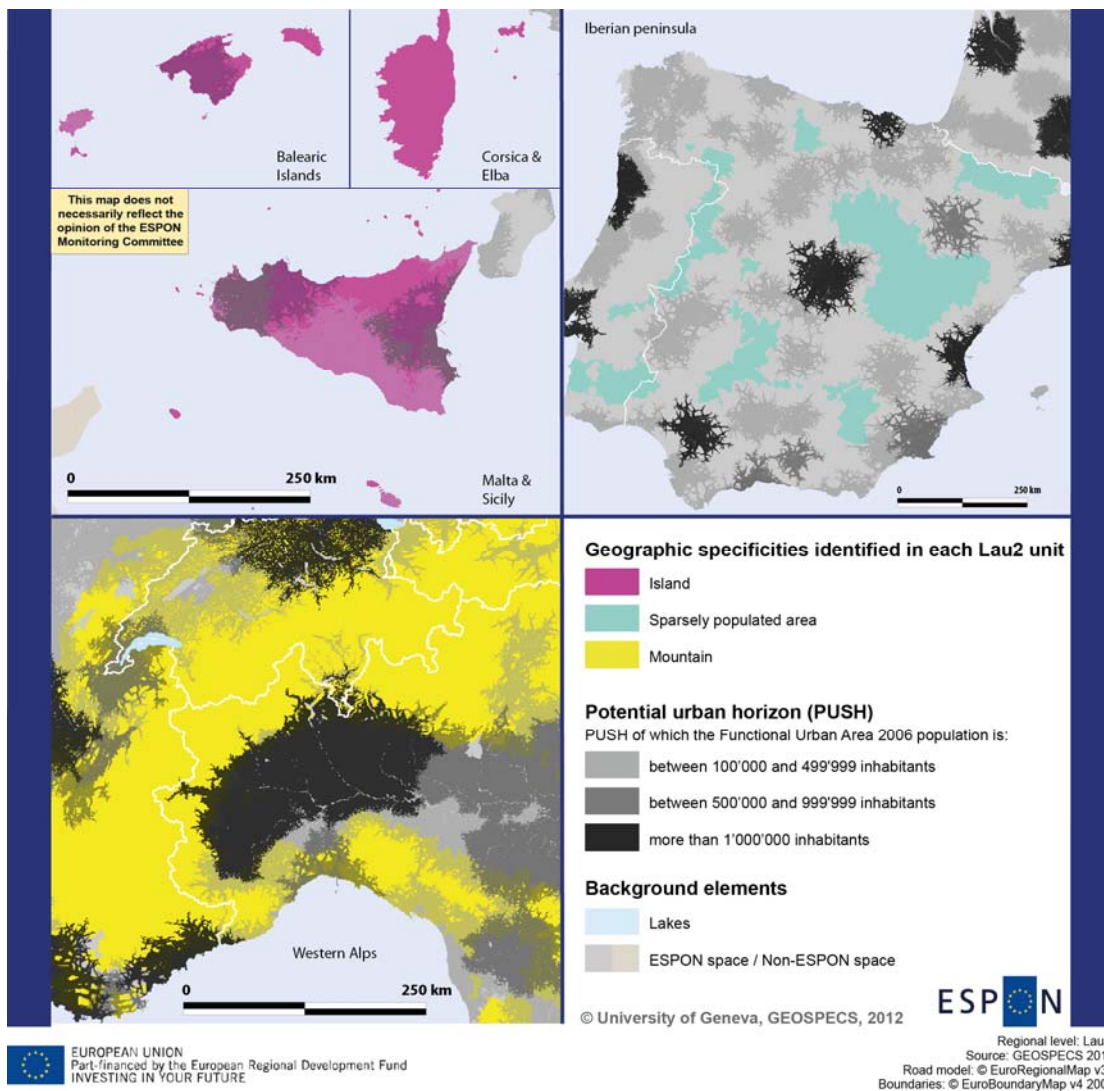 Balearic
Islands
Corsica &
Elba
Iberian peninsula
This map does not
necessarily reflect the
opinion of the ESPON
Monitoring Committee
0 250 km
Malta &
Sicily
0 250 km
Western Alps
0 250 km
Geographic specificities identified in each Lau2 unit
Island
Sparsely populated area
Mountain
Potential urban horizon (PUSH)
PUSH of which the Functional Urban Area 2006 population is:
between 100'000 and 499'999 inhabitants
between 500'000 and 999'999 inhabitants
more than 1'000'000 inhabitants
Background elements
Lakes
ESPON space / Non-ESPON space
© University of Geneva, GEOSPECS, 2012
ESPON
EUROPEAN UNION
Part-financed by the European Regional Development Fund
INVESTING IN YOUR FUTURE
Regional level: Lau
Source: GEOSPECS 201
Road model: © EuroRegionalMap v3
Boundaries: © EuroBoundaryMap v4 200